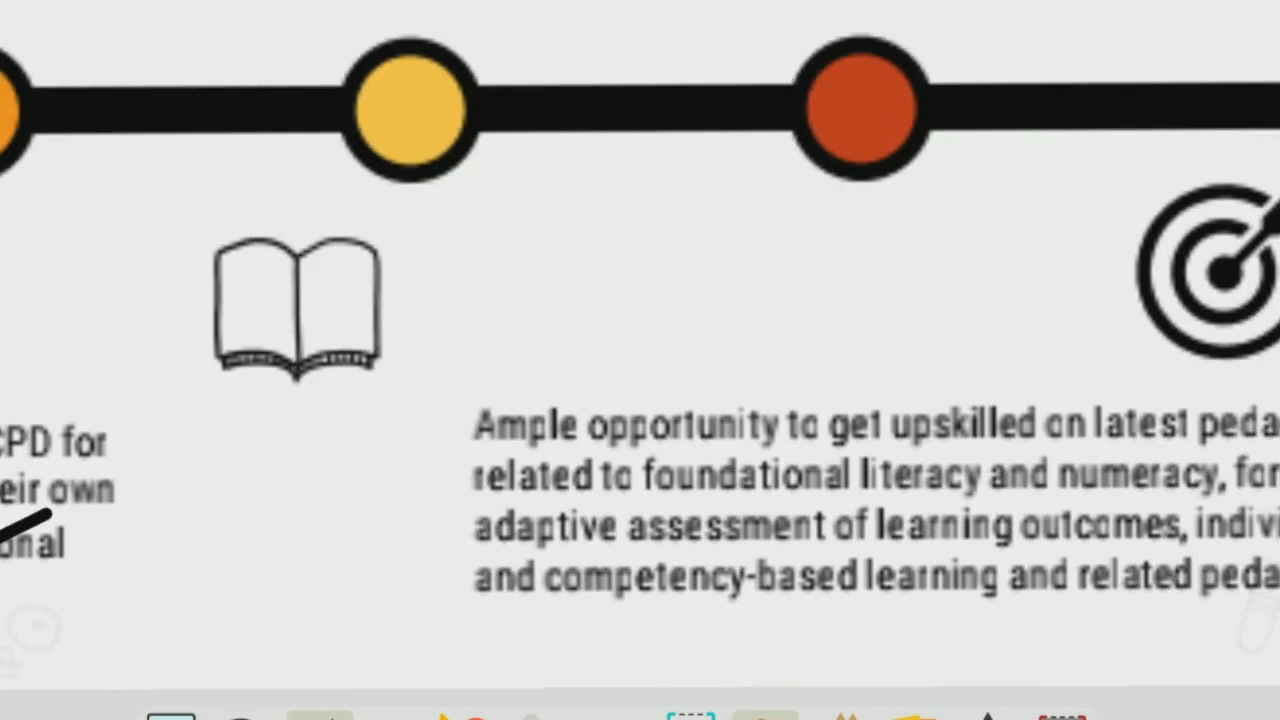 CPD for
eir own
onal
Ample opportunity to get upskilled on latest peda
related to foundational literacy and numeracy, for
adaptive assessment of learning outcomes, indivi
and competency-based learning and related peda